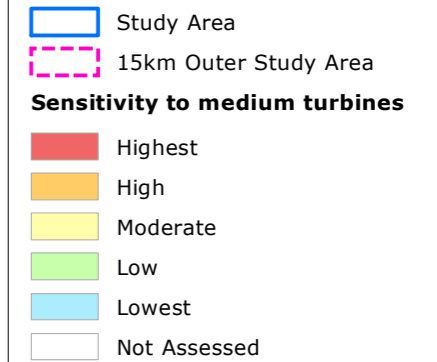 Study Area
15km Outer Study Area
Sensitivity to medium turbines
Highest
High
Moderate
Low
Lowest
Not Assessed